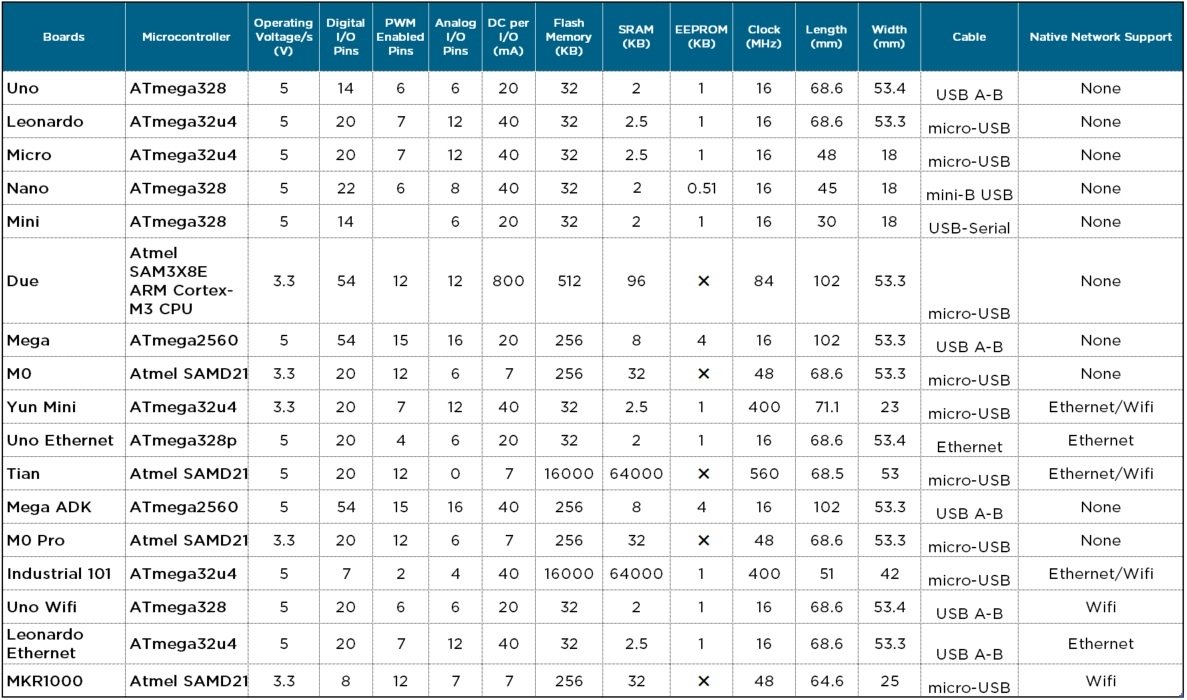 Boards Microcontroller Operating Voltage/s (V) Digital I/O Pins PWM Enabled Pins Analog I/O Pins DC per I/O (mA) Flash Memory (KB) SRAM (KB) EEPROM (KB) Clock (MHz) Length (mm) Width (mm) Cable Native Network Support
Uno ATmega328 5 14 6 6 20 32 2 1 16 68.6 53.4 USB A-B None
Leonardo ATmega32u4 5 20 7 12 40 32 2.5 1 16 68.6 53.3 micro-USB None
Micro ATmega32u4 5 20 7 12 40 32 2.5 1 16 48 18 micro-USB None
Nano ATmega328 5 22 6 8 40 32 2 0.51 16 45 18 mini-B USB None
Mini ATmega328 5 14 6 20 32 2 1 16 30 18 USB-Serial None
Due Atmel SAM3X8E ARM Cortex-M3 CPU 3.3 54 12 12 800 512 96 ✕ 84 102 53.3 micro-USB None
Mega ATmega2560 5 54 15 16 20 256 8 4 16 102 53.3 USB A-B None
M0 Atmel SAMD21 3.3 20 12 6 7 256 32 ✕ 48 68.6 53.3 micro-USB None
Yun Mini ATmega32u4 3.3 20 7 12 40 32 2.5 1 400 71.1 23 micro-USB Ethernet/Wifi
Uno Ethernet ATmega328p 5 20 4 6 20 32 2 1 16 68.6 53.4 Ethernet Ethernet
Tian Atmel SAMD21 5 20 12 0 7 16000 64000 ✕ 560 68.5 53 micro-USB Ethernet/Wifi
Mega ADK ATmega2560 5 54 15 16 40 256 8 4 16 102 53.3 USB A-B None
M0 Pro Atmel SAMD21 3.3 20 12 6 7 256 32 ✕ 48 68.6 53.3 micro-USB None
Industrial 101 ATmega32u4 5 7 2 4 40 16000 64000 1 400 51 42 micro-USB Ethernet/Wifi
Uno Wifi ATmega328 5 20 6 6 20 32 2 1 16 68.6 53.4 USB A-B Wifi
Leonardo Ethernet ATmega32u4 5 20 7 12 40 32 2.5 1 16 68.6 53.3 USB A-B Ethernet
MKR1000 Atmel SAMD21 3.3 8 12 7 7 256 32 ✕ 48 64.6 25 micro-USB Wifi